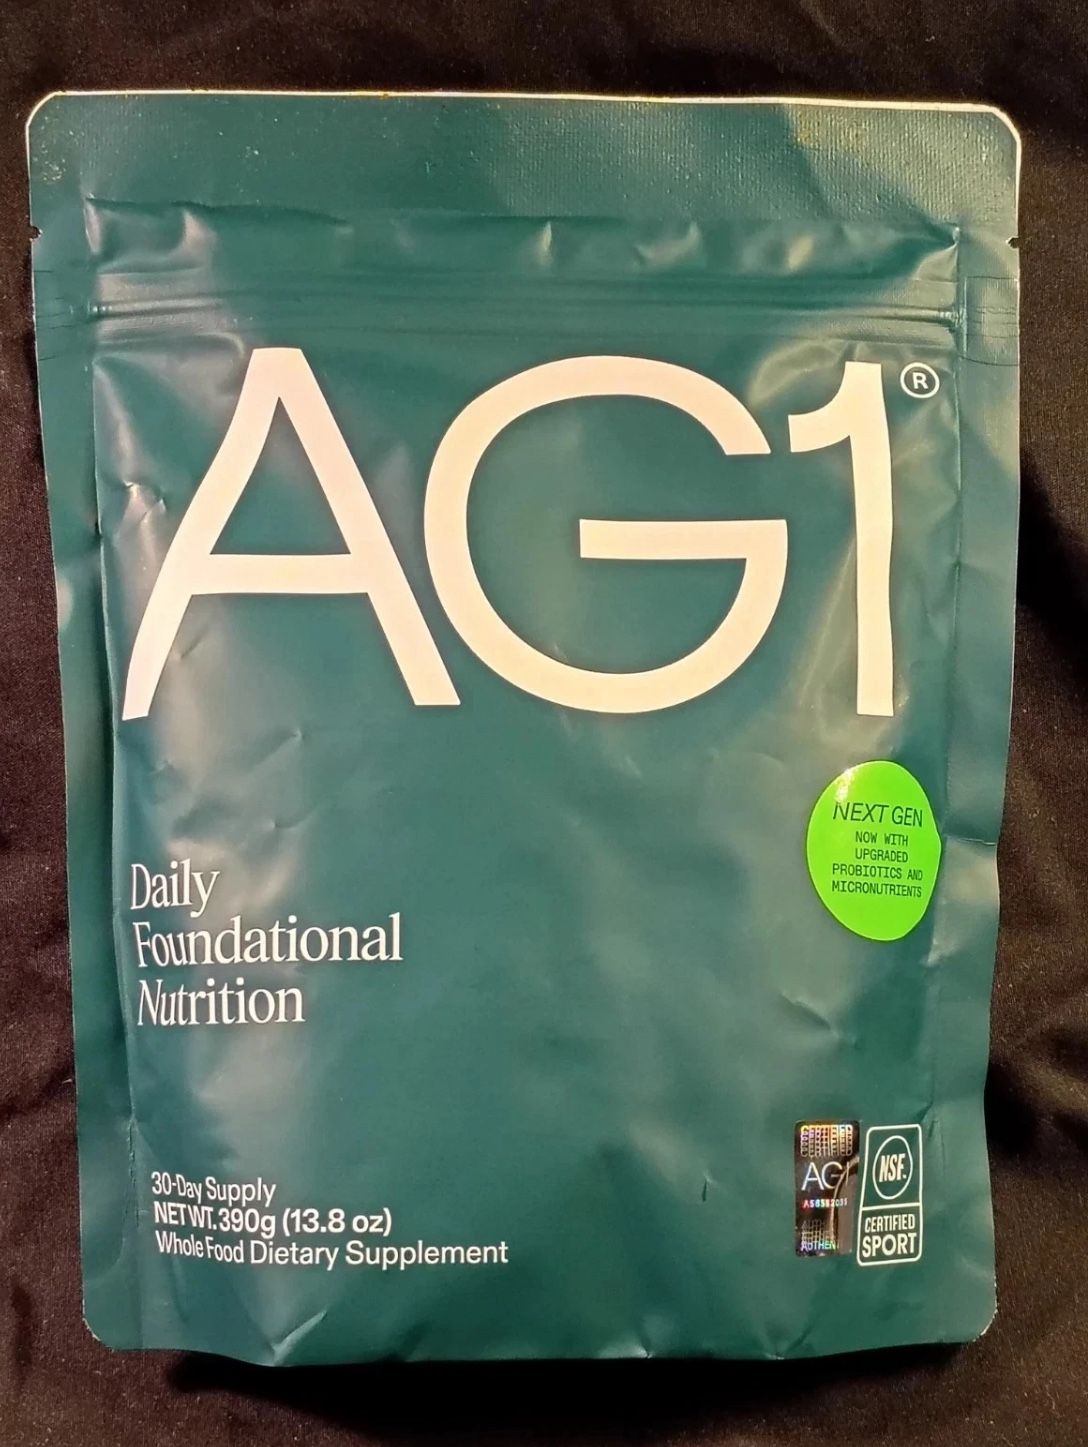 AG1®
NEXT GEN
NOW WITH
UPGRADED
PROBIOTICS AND
MICRONUTRIENTS
Daily
Foundational
Nutrition
30-Day Supply
NET WT. 390g (13.8 oz)
Whole Food Dietary Supplement
CERTIFIED
AG1
NSF.
CERTIFIED
SPORT